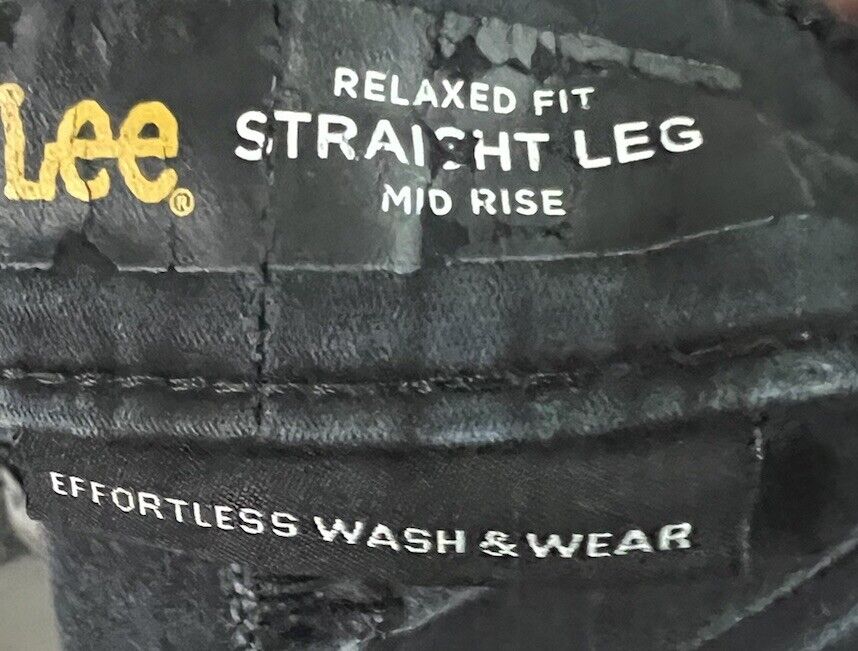 Lee®
RELAXED FIT
STRAIGHT LEG
MID RISE
EFFORTLESS WASH & WEAR